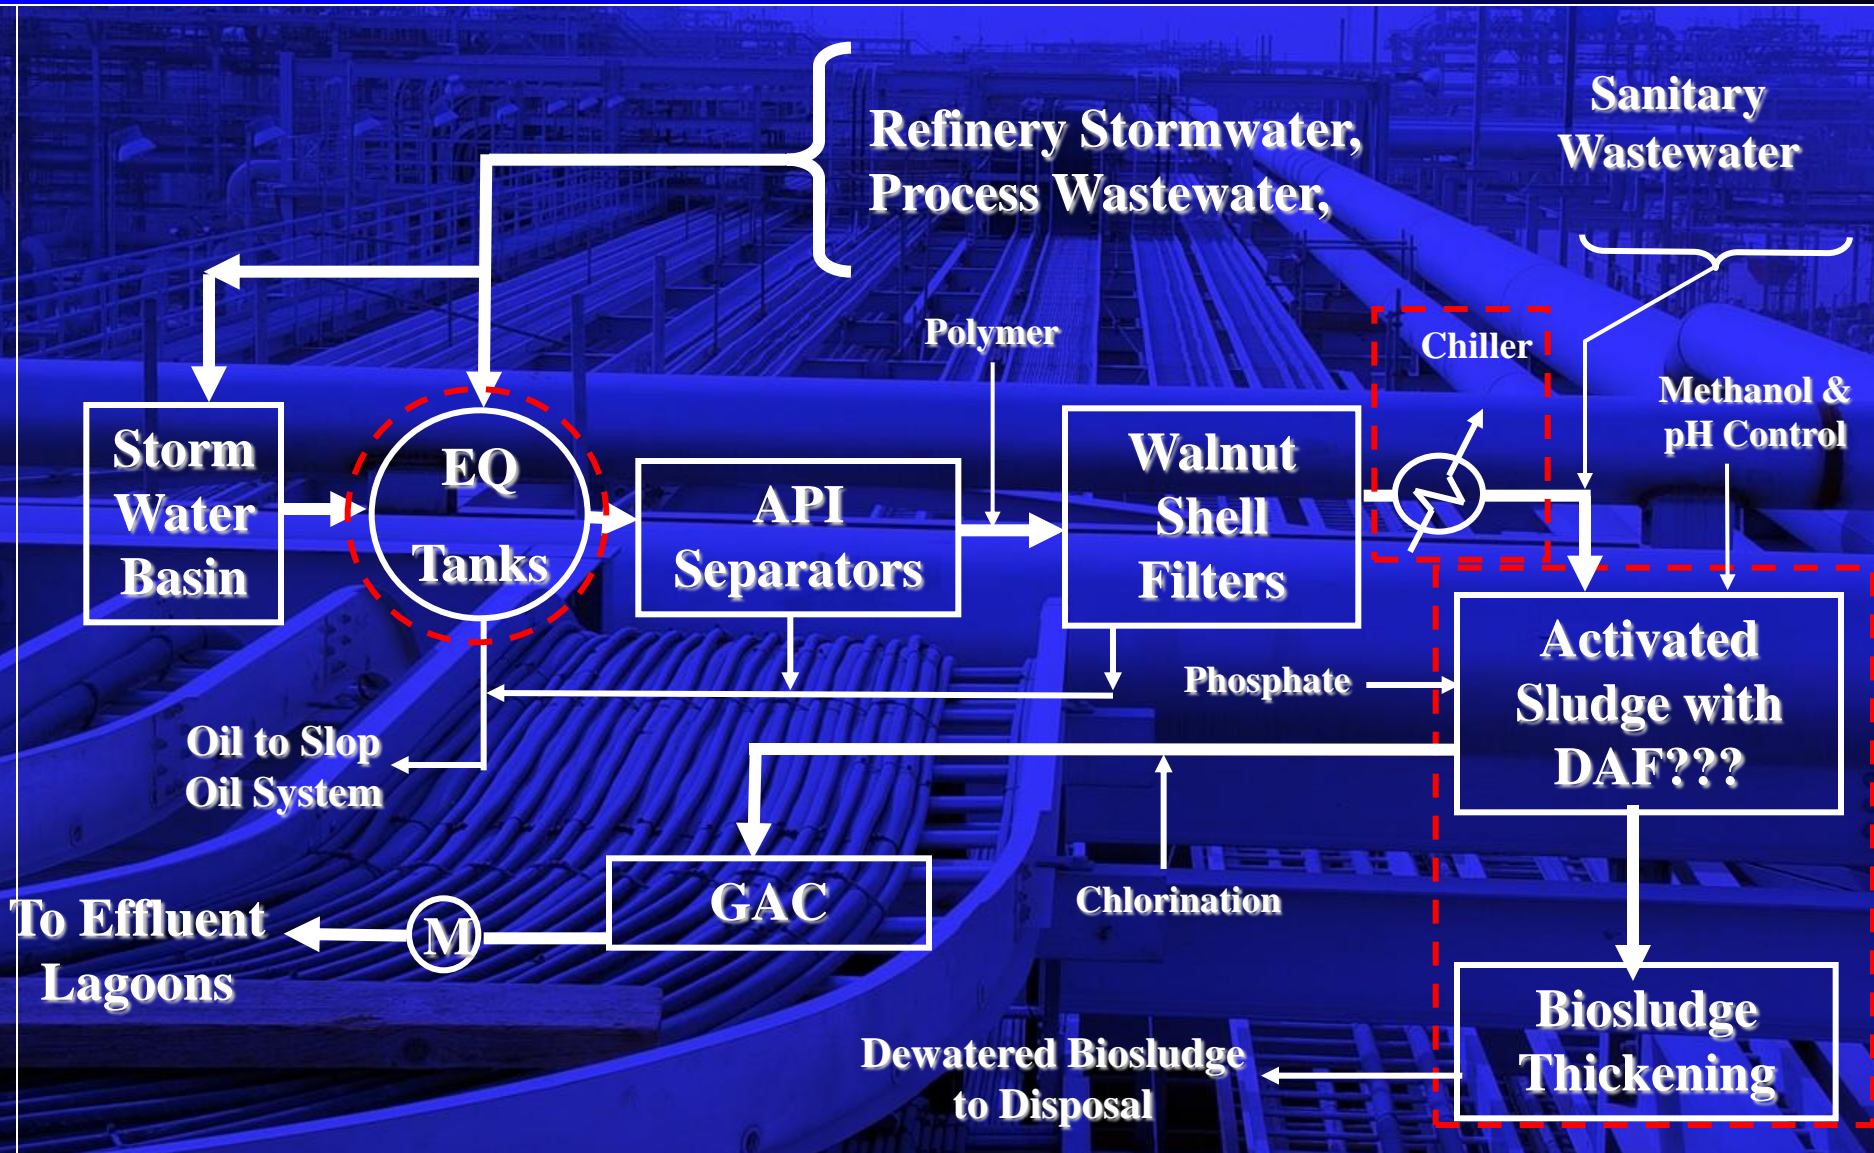 Refinery Stormwater,
Process Wastewater,
Sanitary
Wastewater
Polymer
Chiller
Methanol &
pH Control
Storm
Water
Basin
EQ
Tanks
API
Separators
Walnut
Shell
Filters
Activated
Sludge with
DAF???
Phosphate
Oil to Slop
Oil System
To Effluent
Lagoons
M
GAC
Chlorination
Biosludge
Thickening
Dewatered Biosludge
to Disposal